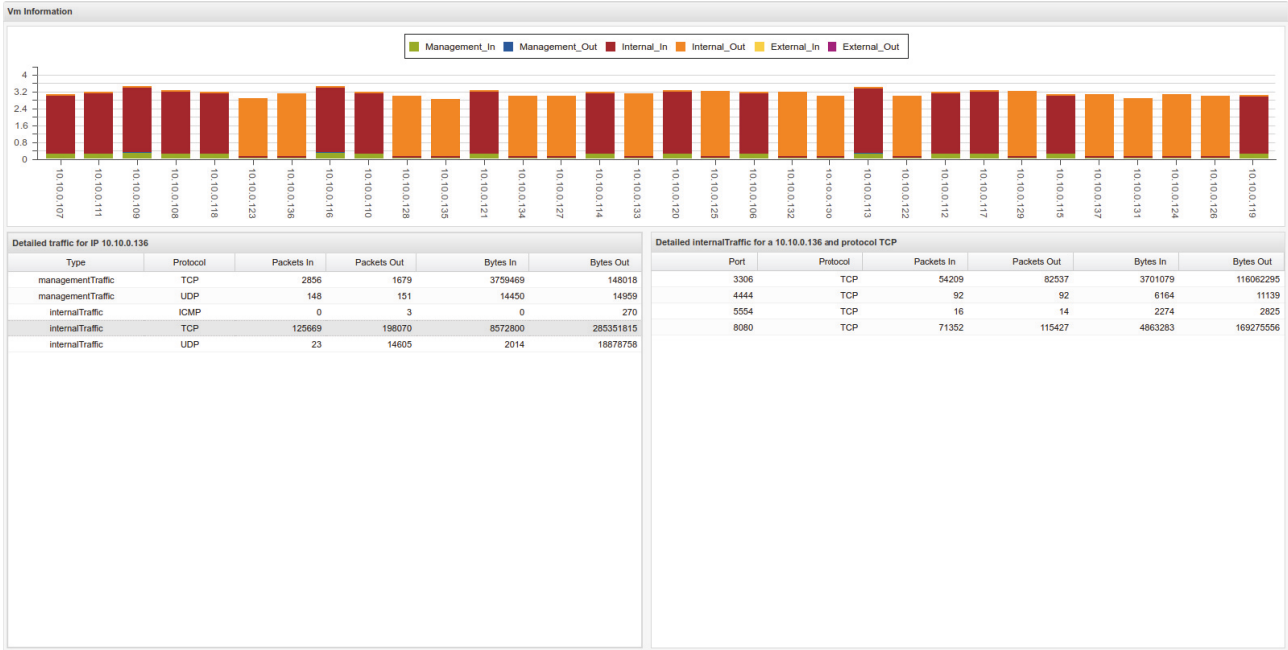 Vm Information
Management_In Management_Out Internal_In Internal_Out External_In External_Out
4
3.2
2.4
1.6
0.8
0
10.10.0.107
10.10.0.111
10.10.0.109
10.10.0.108
10.10.0.118
10.10.0.123
10.10.0.136
10.10.0.116
10.10.0.110
10.10.0.128
10.10.0.135
10.10.0.121
10.10.0.134
10.10.0.127
10.10.0.114
10.10.0.133
10.10.0.120
10.10.0.125
10.10.0.106
10.10.0.132
10.10.0.130
10.10.0.113
10.10.0.122
10.10.0.112
10.10.0.117
10.10.0.129
10.10.0.115
10.10.0.137
10.10.0.131
10.10.0.124
10.10.0.126
10.10.0.119
Detailed traffic for IP 10.10.0.136
Type Protocol Packets In Packets Out Bytes In Bytes Out
managementTraffic TCP 2856 1679 3759469 148018
managementTraffic UDP 148 151 14450 14959
internalTraffic ICMP 0 3 0 270
internalTraffic TCP 125669 198070 8572800 285351815
internalTraffic UDP 23 14605 2014 18878758
Detailed internalTraffic for a 10.10.0.136 and protocol TCP
Port Protocol Packets In Packets Out Bytes In Bytes Out
3306 TCP 54209 82537 3701079 116062295
4444 TCP 92 92 6164 11139
5554 TCP 16 14 2274 2825
8080 TCP 71352 115427 4863283 169275556